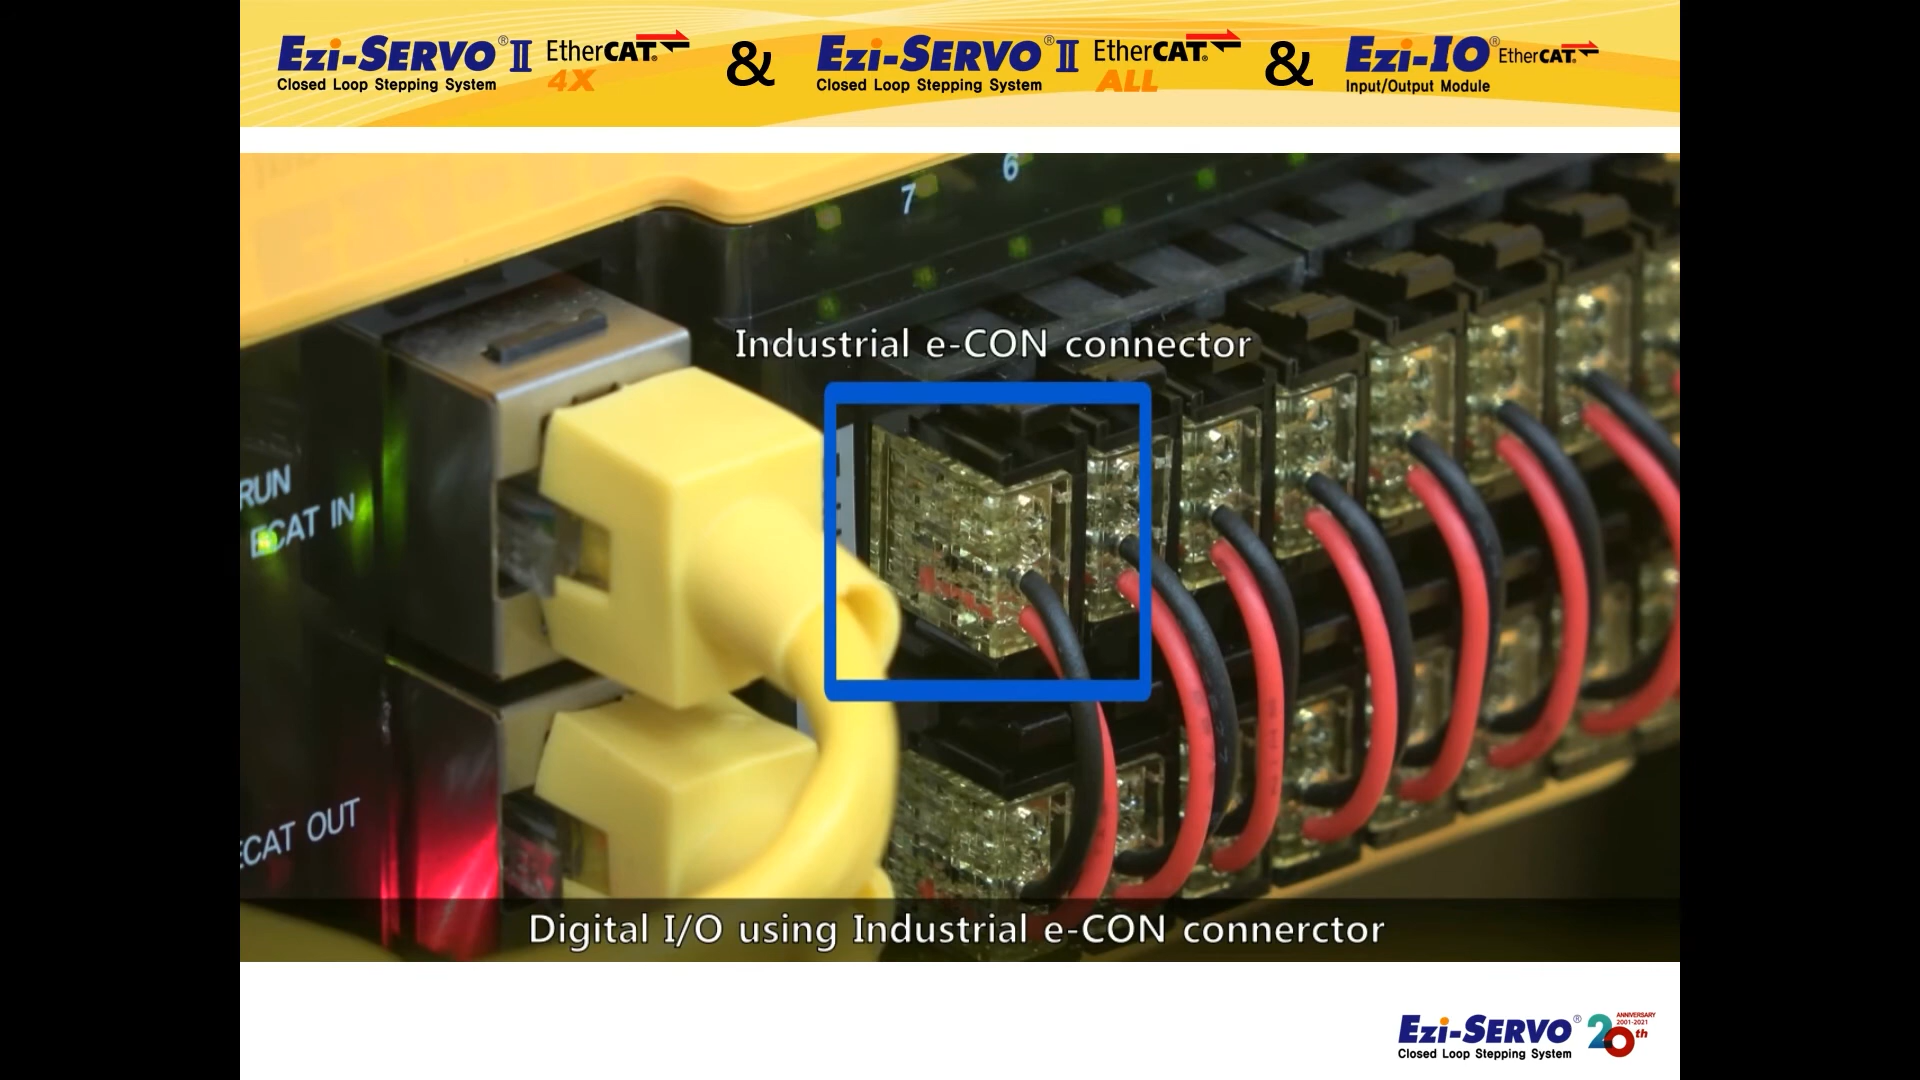 Ezi-SERVO® II EtherCAT® 4X & Ezi-SERVO® II EtherCAT® ALL & Ezi-IO® EtherCAT®
Closed Loop Stepping System Closed Loop Stepping System Input/Output Module
7 6
Industrial e-CON connector
RUN
ECAT IN
ECAT OUT
Digital I/O using Industrial e-CON connerctor
Ezi-SERVO® 20th ANNIVERSARY 2001-2021
Closed Loop Stepping System